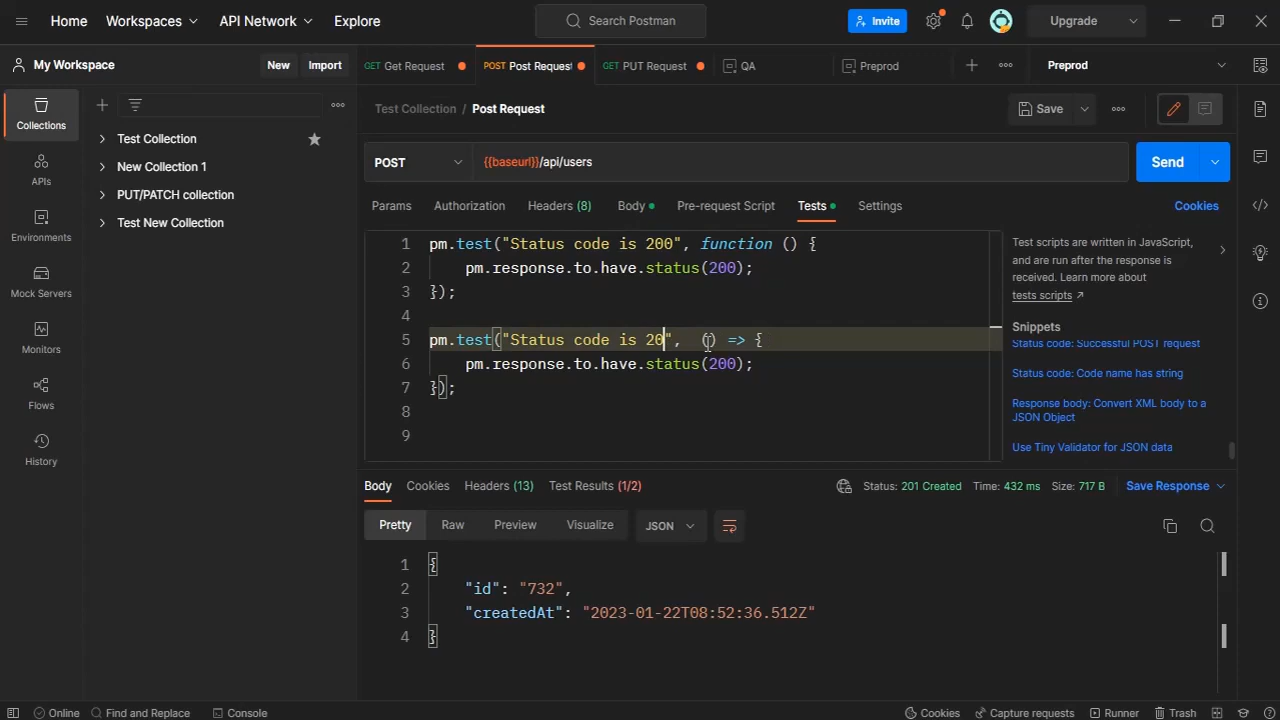 Home Workspaces API Network Explore Search Postman Invite Upgrade
My Workspace New Import GET Get Request POST Post Request GET PUT Request QA Preprod Preprod
Collections
APIs
Environments
Mock Servers
Monitors
Flows
History
Test Collection
New Collection 1
PUT/PATCH collection
Test New Collection
Test Collection / Post Request Save
POST {{baseurl}}/api/users Send
Params Authorization Headers (8) Body Pre-request Script Tests Settings Cookies
1 pm.test("Status code is 200", function () {
2 pm.response.to.have.status(200);
3 });
4
5 pm.test("Status code is 20", () => {
6 pm.response.to.have.status(200);
7 });
8
9
Test scripts are written in JavaScript,
and are run after the response is
received. Learn more about
tests scripts ↗
Snippets
Status code: Successful POST request
Status code: Code name has string
Response body: Convert XML body to a
JSON Object
Use Tiny Validator for JSON data
Body Cookies Headers (13) Test Results (1/2) Status: 201 Created Time: 432 ms Size: 717 B Save Response
Pretty Raw Preview Visualize JSON
1 {
2 "id": "732",
3 "createdAt": "2023-01-22T08:52:36.512Z"
4 }
Online Find and Replace Console Cookies Capture requests Runner Trash